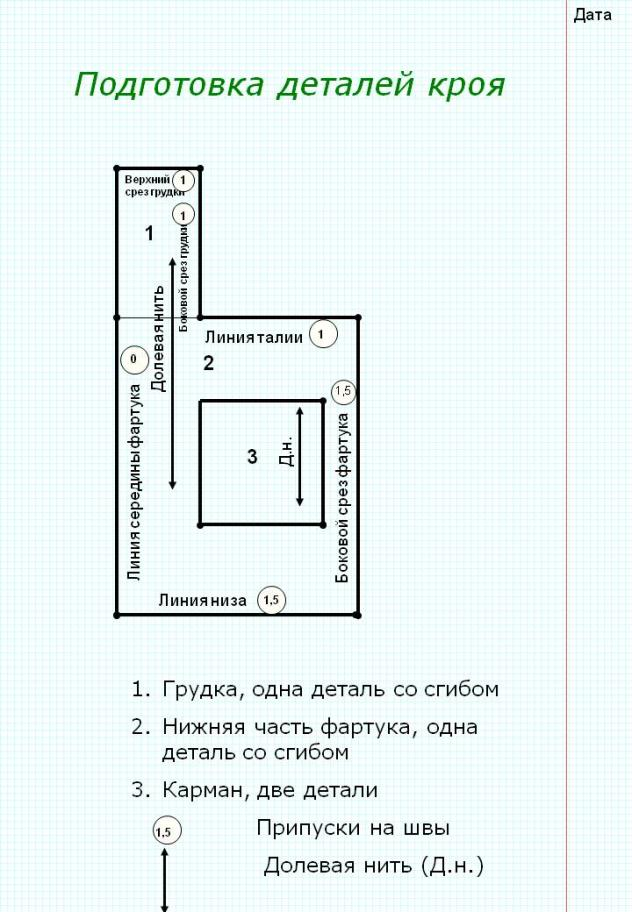 Дата
Подготовка деталей кроя
Верхний
срез грудки
1
1
Боковой срез грудки
1
Долевая нить
Линия талии
1
2
0
Линия середины фартука
1,5
Боковой срез фартука
3
Д.н.
Линия низа
1,5
1. Грудка, одна деталь со сгибом
2. Нижняя часть фартука, одна
деталь со сгибом
3. Карман, две детали
1,5
Припуски на швы
Долевая нить (Д.н.)